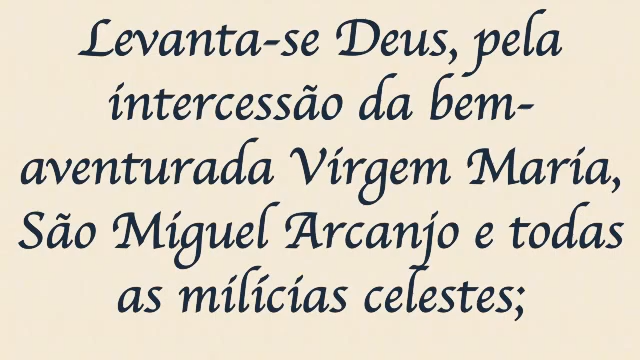 Levanta-se Deus, pela
intercessão da bem-
aventurada Virgem Maria,
São Miguel Arcanjo e todas
as milícias celestes;